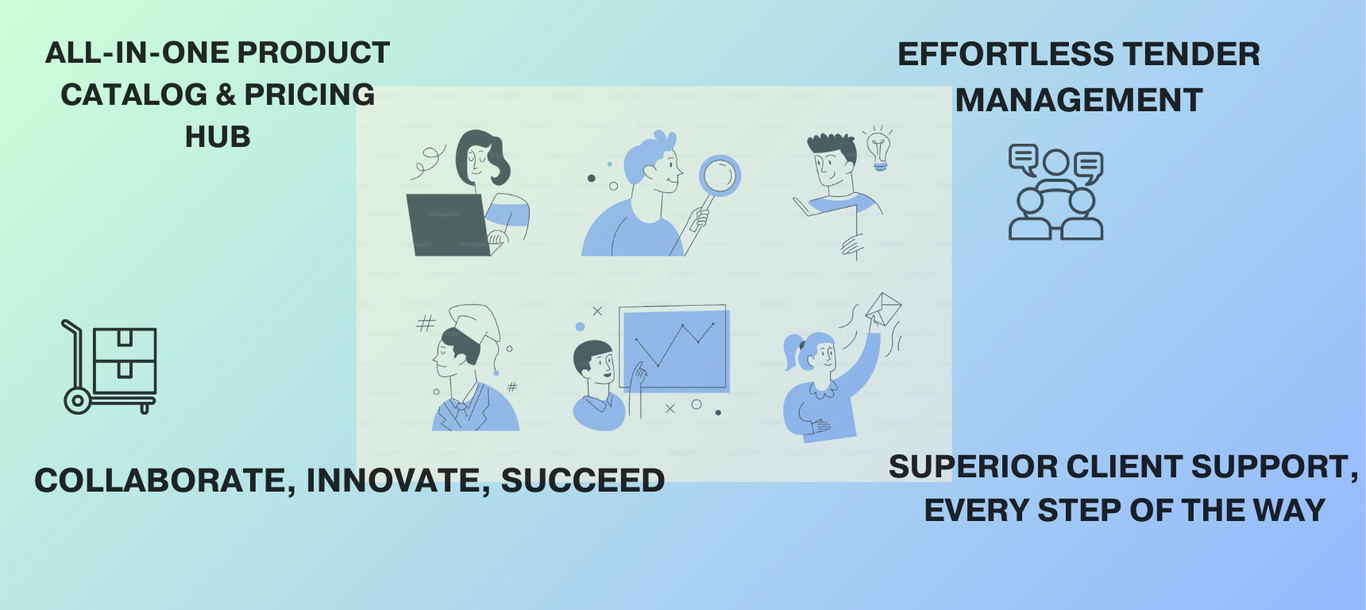 ALL-IN-ONE PRODUCT
CATALOG & PRICING
HUB
EFFORTLESS TENDER
MANAGEMENT
COLLABORATE, INNOVATE, SUCCEED
SUPERIOR CLIENT SUPPORT,
EVERY STEP OF THE WAY